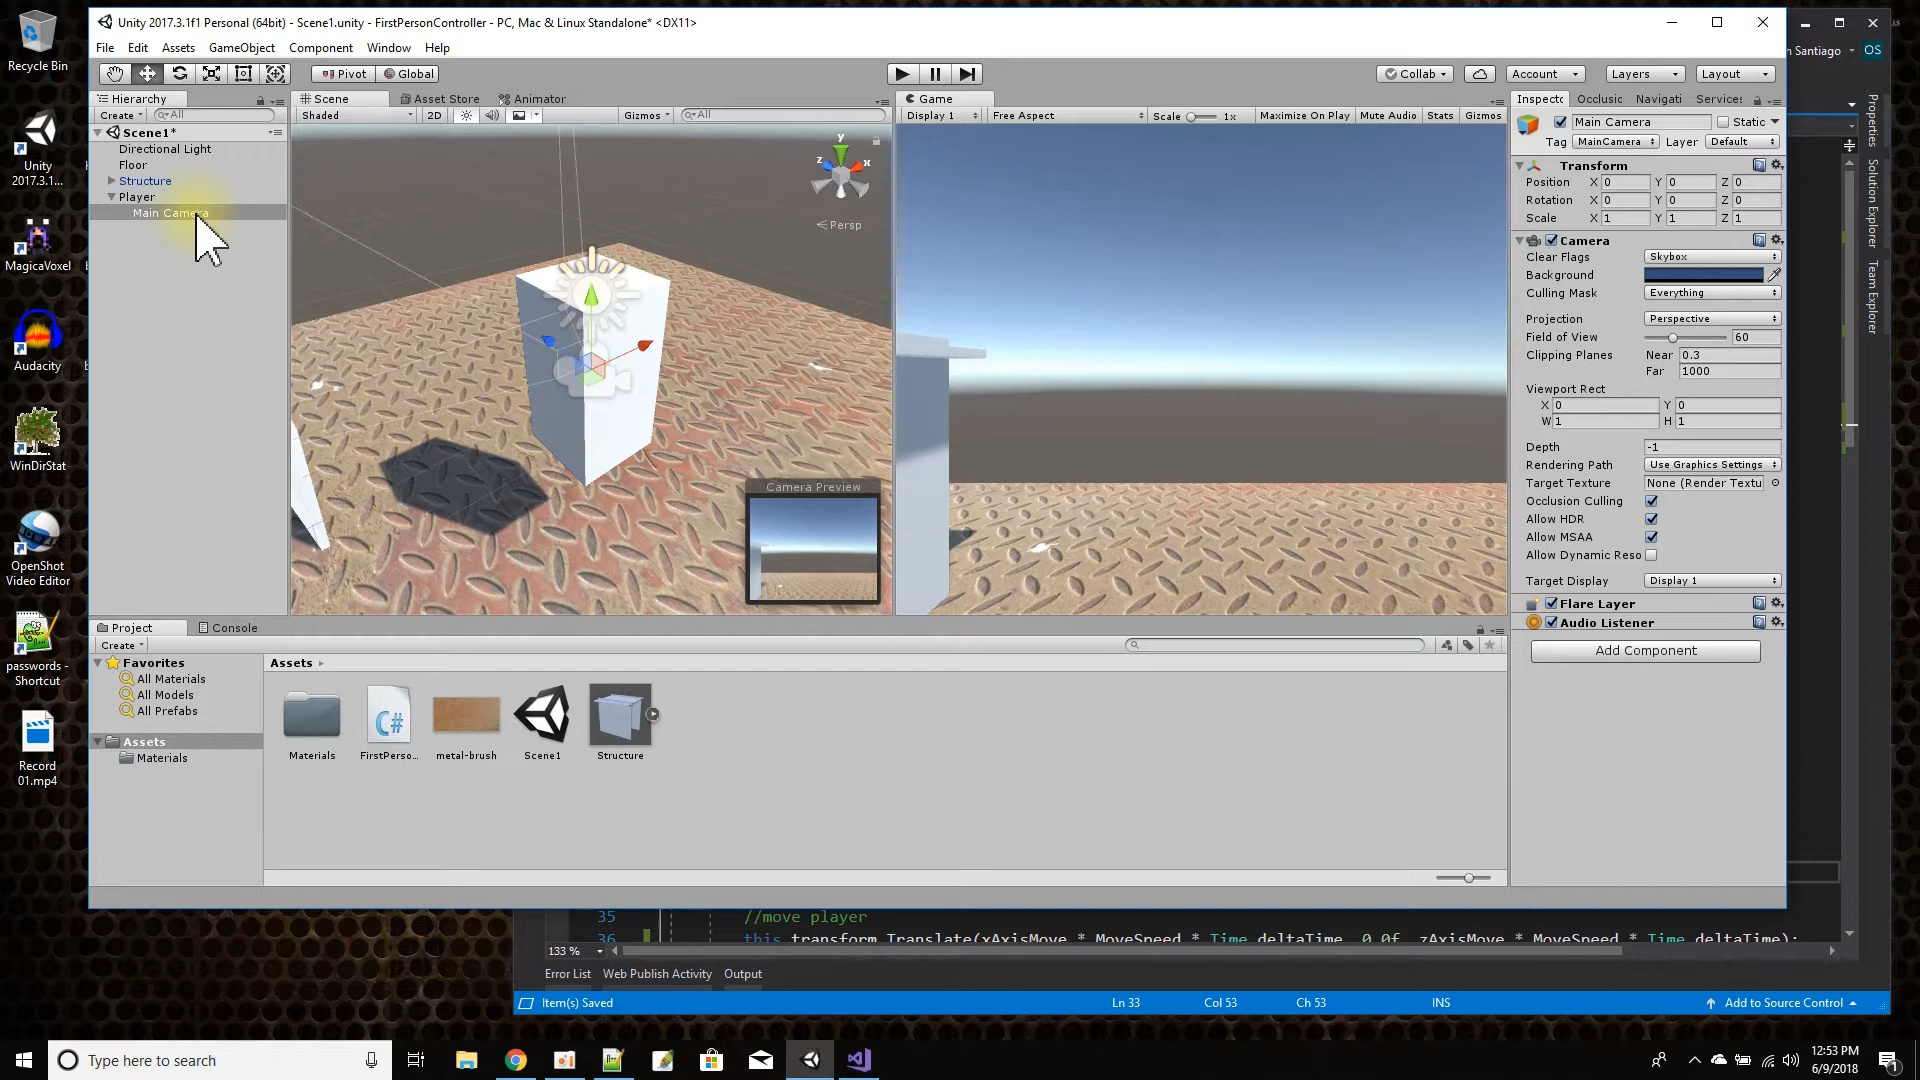 Recycle Bin
Unity
2017.3.1...
MagicaVoxel
Audacity
WinDirStat
OpenShot
Video Editor
passwords -
Shortcut
Record
01.mp4
Unity 2017.3.1f1 Personal (64bit) - Scene1.unity - FirstPersonController - PC, Mac & Linux Standalone* <DX11>
File Edit Assets GameObject Component Window Help
Pivot Global
Collab Account Layers Layout
Hierarchy
Create All
Scene1*
Directional Light
Floor
Structure
Player
Main Camera
Scene Asset Store Animator
Shaded 2D Gizmos All
y
z x
Persp
Camera Preview
Game
Display 1 Free Aspect Scale 1x Maximize On Play Mute Audio Stats Gizmos
Inspecto Occlusic Navigati Services
Main Camera Static
Tag MainCamera Layer Default
Transform
Position X 0 Y 0 Z 0
Rotation X 0 Y 0 Z 0
Scale X 1 Y 1 Z 1
Camera
Clear Flags Skybox
Background
Culling Mask Everything
Projection Perspective
Field of View 60
Clipping Planes Near 0.3
Far 1000
Viewport Rect
X 0 Y 0
W 1 H 1
Depth -1
Rendering Path Use Graphics Settings
Target Texture None (Render Textu
Occlusion Culling
Allow HDR
Allow MSAA
Allow Dynamic Reso
Target Display Display 1
Flare Layer
Audio Listener
Add Component
Project Console
Create
Favorites
All Materials
All Models
All Prefabs
Assets
Materials
Assets
C#
Materials FirstPerso... metal-brush Scene1 Structure
n Santiago OS
Properties
Solution Explorer
Team Explorer
35 //move player
36 this.transform.Translate(xAxisMove * MoveSpeed * Time.deltaTime, 0.0f, zAxisMove * MoveSpeed * Time.deltaTime);
133 %
Error List Web Publish Activity Output
Item(s) Saved Ln 33 Col 53 Ch 53 INS Add to Source Control
Type here to search
12:53 PM
6/9/2018
1